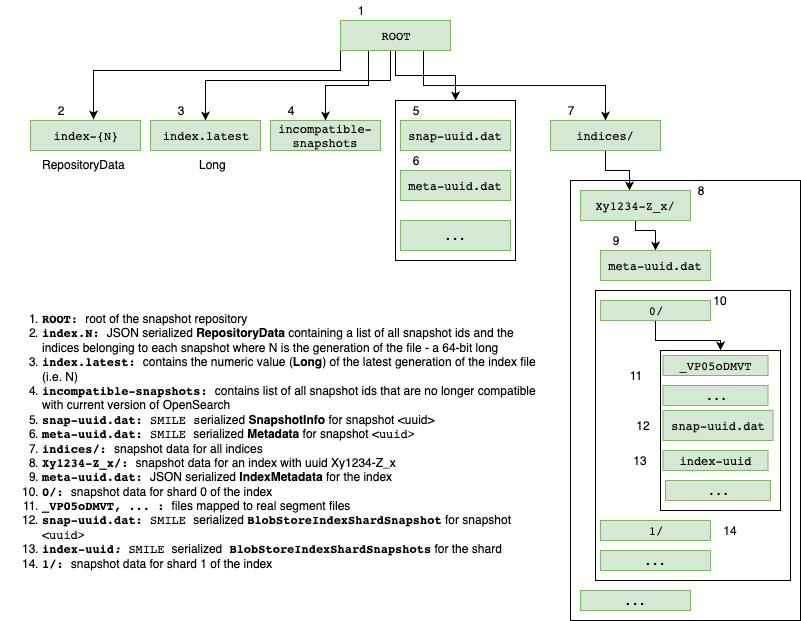 1
ROOT
2
index-{N}
RepositoryData
3
index.latest
Long
4
incompatible-
snapshots
5
snap-uuid.dat
6
meta-uuid.dat
...
7
indices/
8
Xy1234-Z_x/
9
meta-uuid.dat
10
0/
11
_VP05oDMVT
...
12
snap-uuid.dat
13
index-uuid
...
1/
14
...
...
1. ROOT: root of the snapshot repository
2. index.N: JSON serialized RepositoryData containing a list of all snapshot ids and the
indices belonging to each snapshot where N is the generation of the file - a 64-bit long
3. index.latest: contains the numeric value (Long) of the latest generation of the index file
(i.e. N)
4. incompatible-snapshots: contains list of all snapshot ids that are no longer compatible
with current version of OpenSearch
5. snap-uuid.dat: SMILE serialized SnapshotInfo for snapshot <uuid>
6. meta-uuid.dat: SMILE serialized Metadata for snapshot <uuid>
7. indices/: snapshot data for all indices
8. Xy1234-Z_x/: snapshot data for an index with uuid Xy1234-Z_x
9. meta-uuid.dat: JSON serialized IndexMetadata for the index
10. 0/: snapshot data for shard 0 of the index
11. _VP05oDMVT, ... : files mapped to real segment files
12. snap-uuid.dat: SMILE serialized BlobStoreIndexShardSnapshot for snapshot
<uuid>
13. index-uuid: SMILE serialized BlobStoreIndexShardSnapshots for the shard
14. 1/: snapshot data for shard 1 of the index